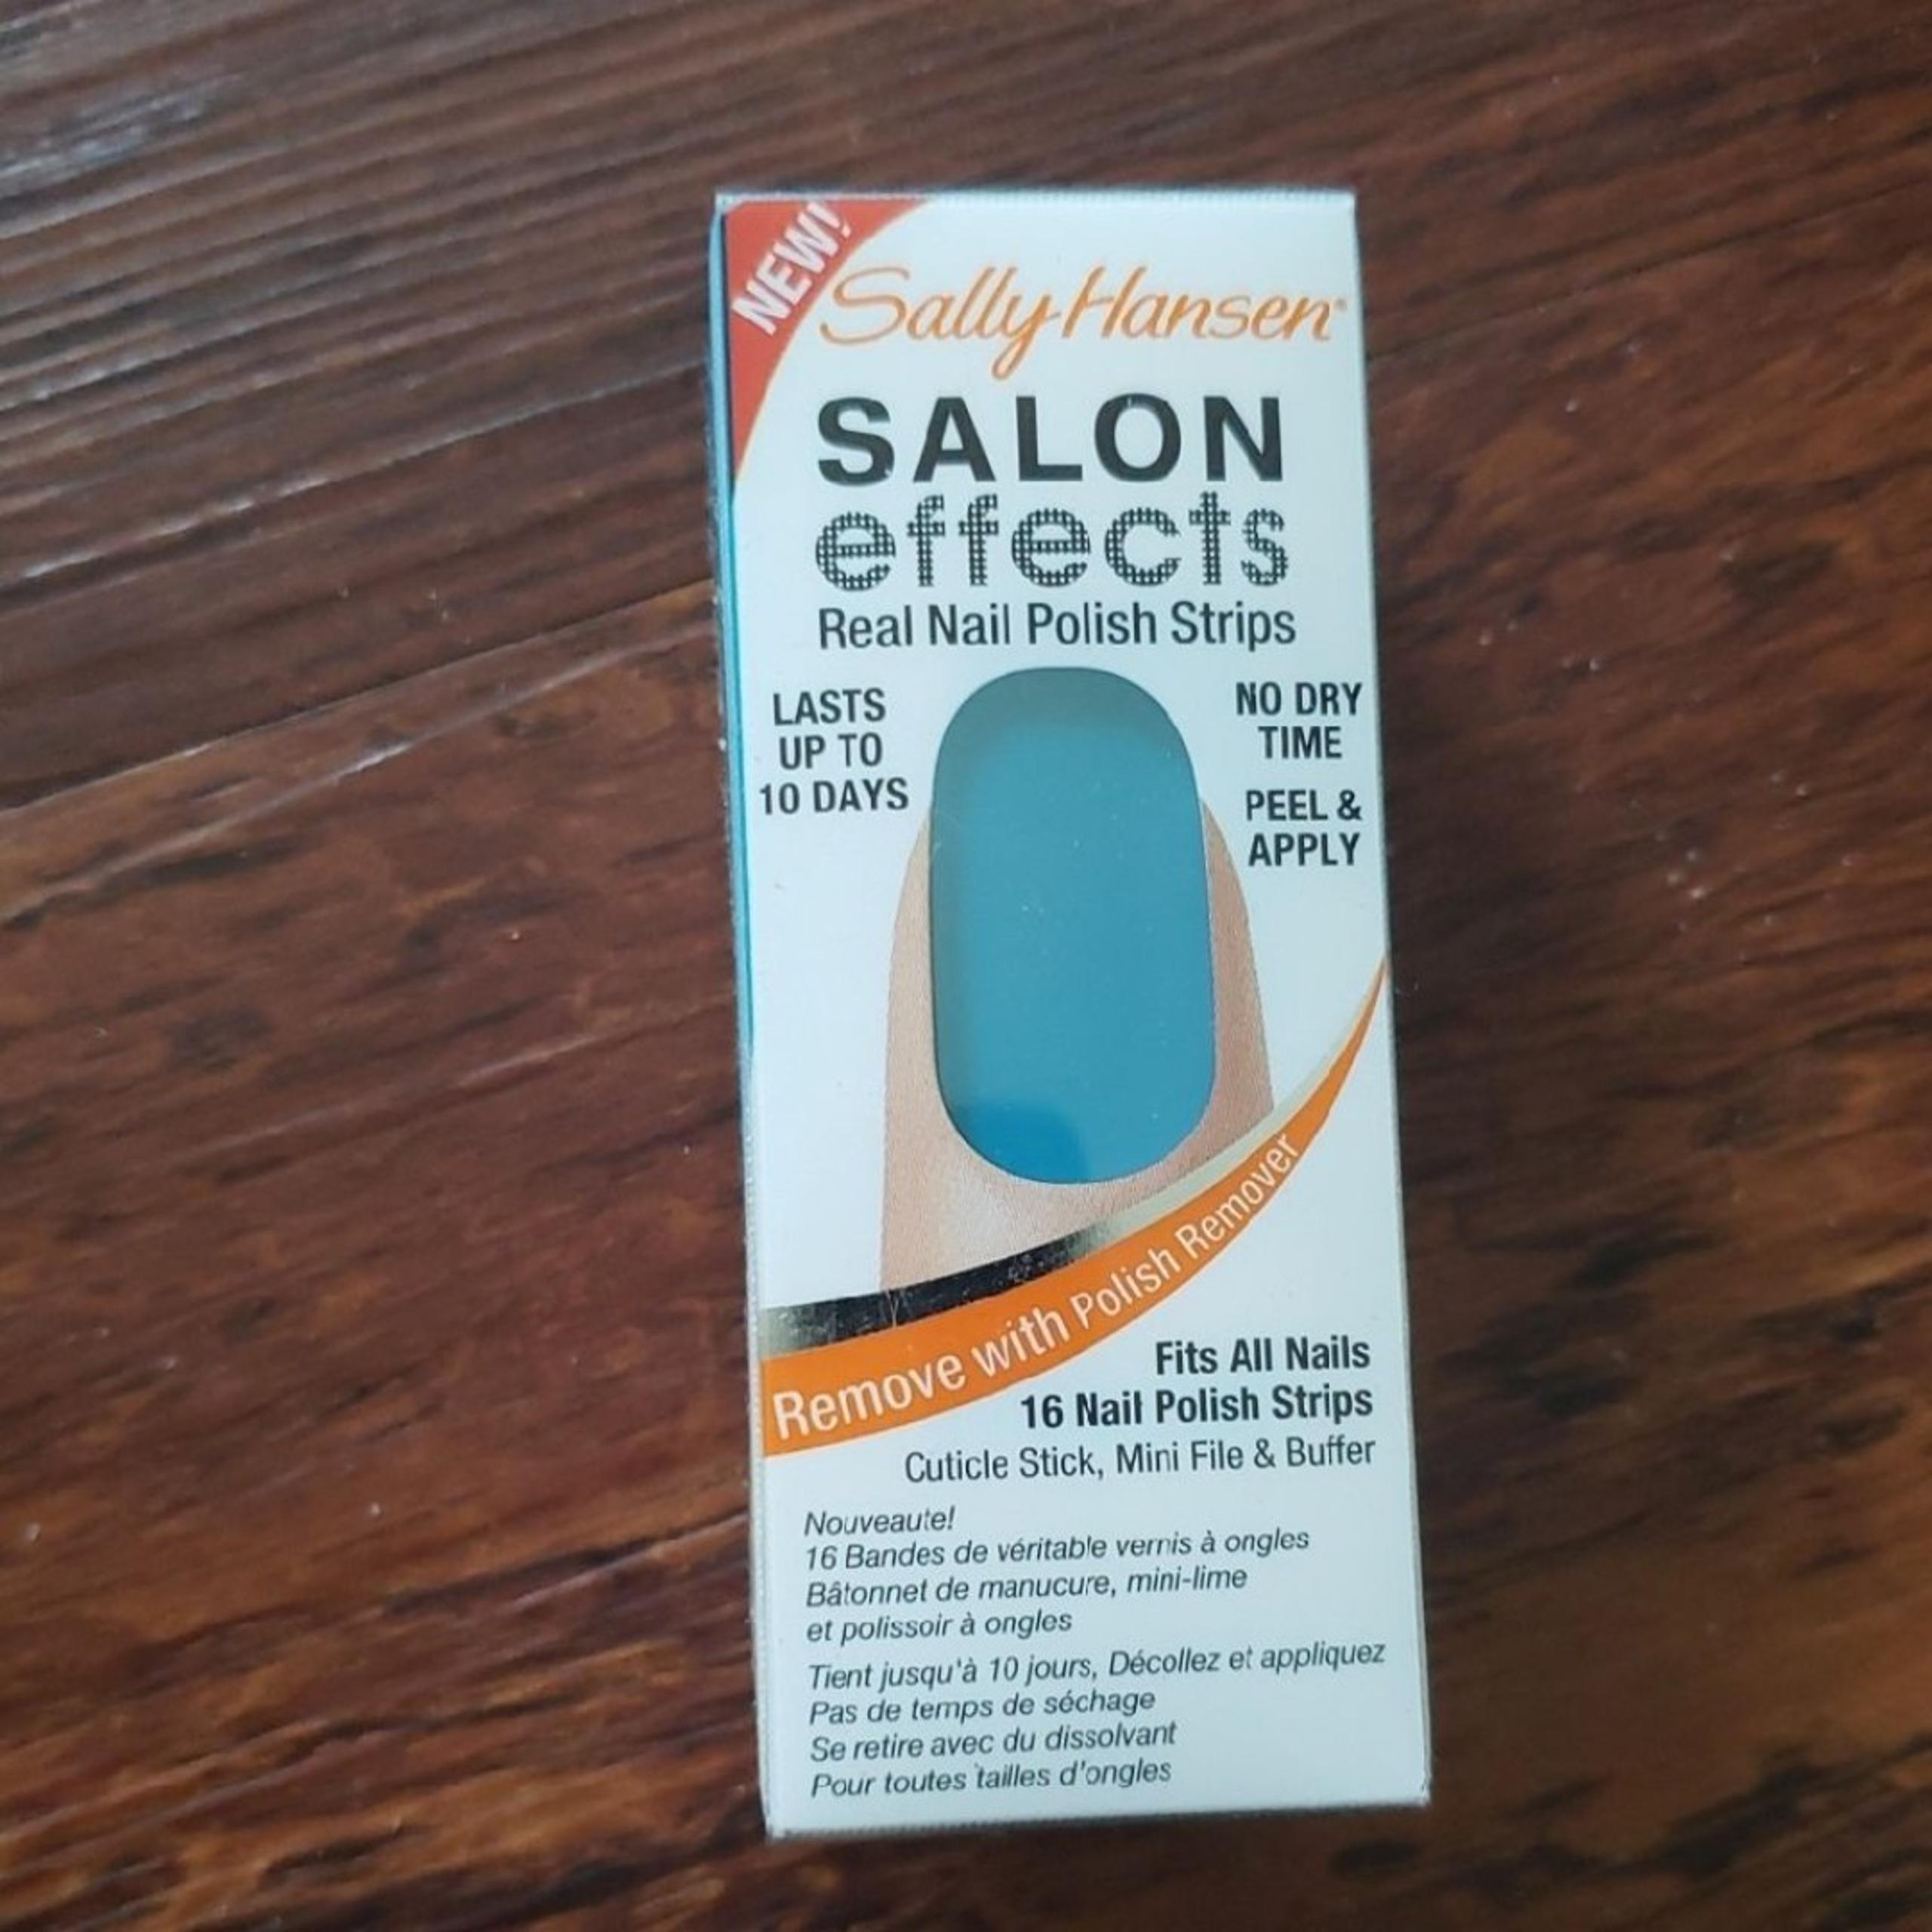 NEW!
Sally Hansen
SALON
effects
Real Nail Polish Strips
LASTS
UP TO
10 DAYS
NO DRY
TIME
PEEL &
APPLY
Remove with Polish Remover
Fits All Nails
16 Nail Polish Strips
Cuticle Stick, Mini File & Buffer
Nouveaute!
16 Bandes de véritable vernis à ongles
Bâtonnet de manucure, mini-lime
et polissoir à ongles
Tient jusqu'à 10 jours, Décollez et appliquez
Pas de temps de séchage
Se retire avec du dissolvant
Pour toutes tailles d'ongles